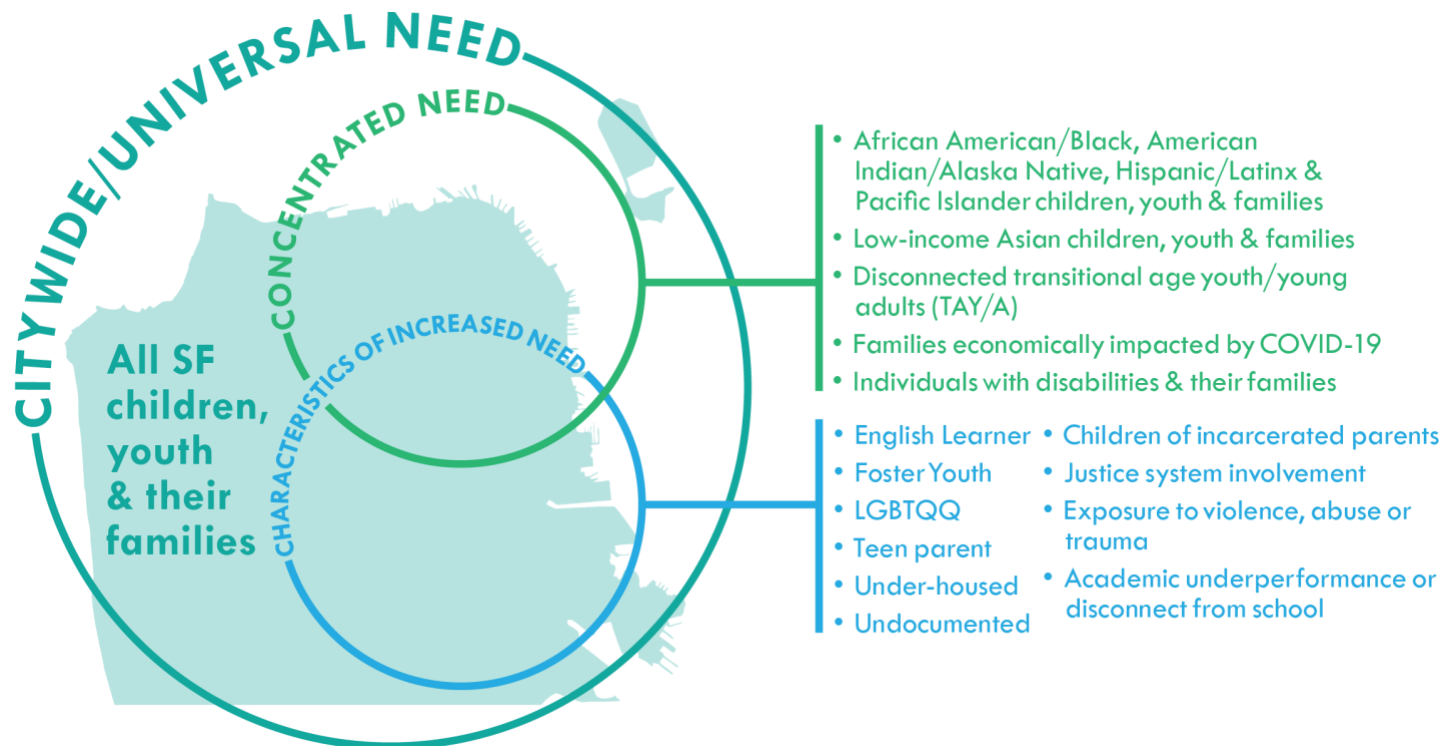 CITYWIDE/UNIVERSAL NEED
CONCENTRATED NEED
CHARACTERISTICS OF INCREASED NEED
All SF
children,
youth
& their
families
• African American/Black, American
Indian/Alaska Native, Hispanic/Latinx &
Pacific Islander children, youth & families
• Low-income Asian children, youth & families
• Disconnected transitional age youth/young
adults (TAY/A)
• Families economically impacted by COVID-19
• Individuals with disabilities & their families
• English Learner
• Foster Youth
• LGBTQQ
• Teen parent
• Under-housed
• Undocumented
• Children of incarcerated parents
• Justice system involvement
• Exposure to violence, abuse or
trauma
• Academic underperformance or
disconnect from school